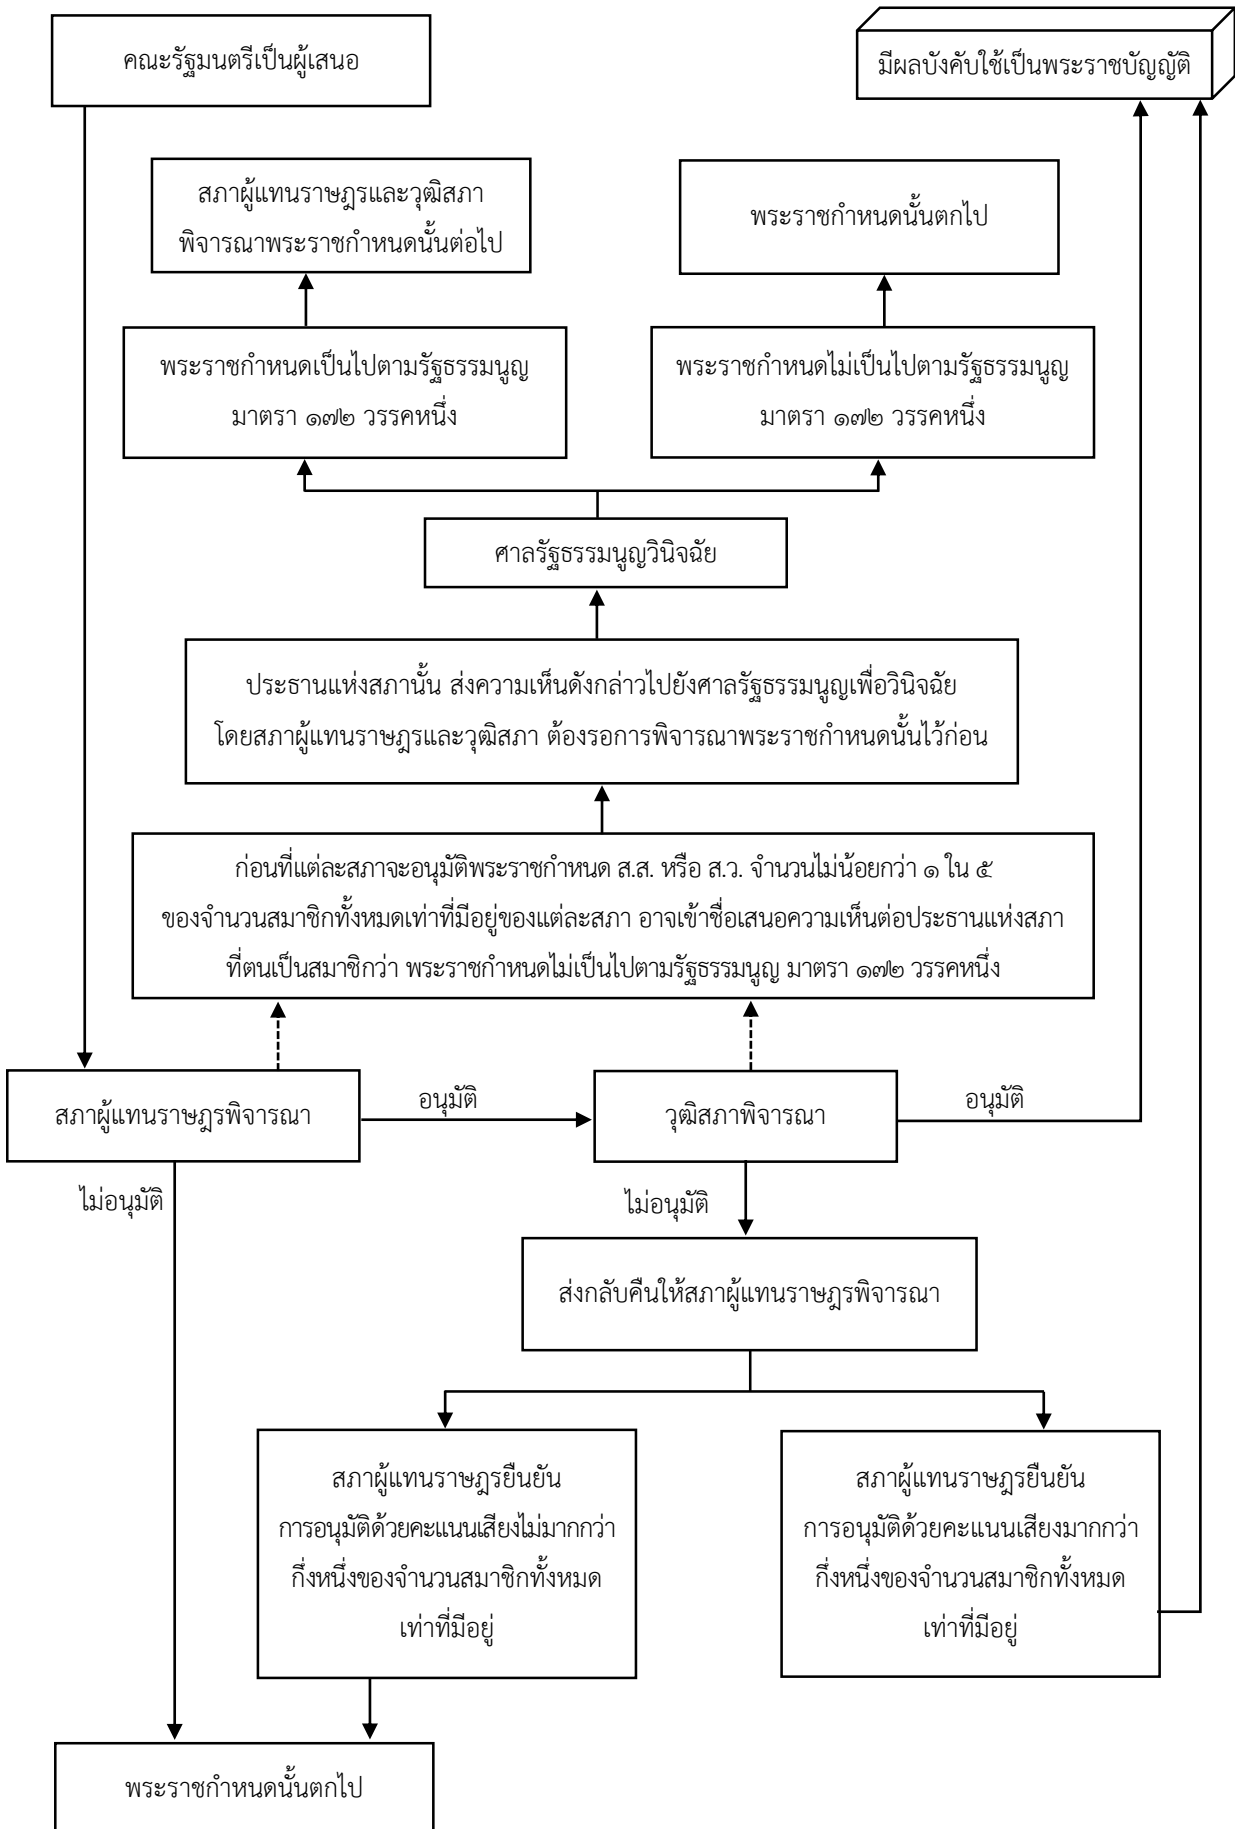 คณะรัฐมนตรีเป็นผู้เสนอ
มีผลบังคับใช้เป็นพระราชบัญญัติ
สภาผู้แทนราษฎรและวุฒิสภา
พิจารณาพระราชกำหนดนั้นต่อไป
พระราชกำหนดนั้นตกไป
พระราชกำหนดเป็นไปตามรัฐธรรมนูญ
มาตรา ๑๗๒ วรรคหนึ่ง
พระราชกำหนดไม่เป็นไปตามรัฐธรรมนูญ
มาตรา ๑๗๒ วรรคหนึ่ง
ศาลรัฐธรรมนูญวินิจฉัย
ประธานแห่งสภานั้น ส่งความเห็นดังกล่าวไปยังศาลรัฐธรรมนูญเพื่อวินิจฉัย
โดยสภาผู้แทนราษฎรและวุฒิสภา ต้องรอการพิจารณาพระราชกำหนดนั้นไว้ก่อน
ก่อนที่แต่ละสภาจะอนุมัติพระราชกำหนด ส.ส. หรือ ส.ว. จำนวนไม่น้อยกว่า ๑ ใน ๕
ของจำนวนสมาชิกทั้งหมดเท่าที่มีอยู่ของแต่ละสภา อาจเข้าชื่อเสนอความเห็นต่อประธานแห่งสภา
ที่ตนเป็นสมาชิกว่า พระราชกำหนดไม่เป็นไปตามรัฐธรรมนูญ มาตรา ๑๗๒ วรรคหนึ่ง
สภาผู้แทนราษฎรพิจารณา
อนุมัติ
วุฒิสภาพิจารณา
อนุมัติ
ไม่อนุมัติ
ไม่อนุมัติ
ส่งกลับคืนให้สภาผู้แทนราษฎรพิจารณา
สภาผู้แทนราษฎรยืนยัน
การอนุมัติด้วยคะแนนเสียงไม่มากกว่า
กึ่งหนึ่งของจำนวนสมาชิกทั้งหมด
เท่าที่มีอยู่
สภาผู้แทนราษฎรยืนยัน
การอนุมัติด้วยคะแนนเสียงมากกว่า
กึ่งหนึ่งของจำนวนสมาชิกทั้งหมด
เท่าที่มีอยู่
พระราชกำหนดนั้นตกไป